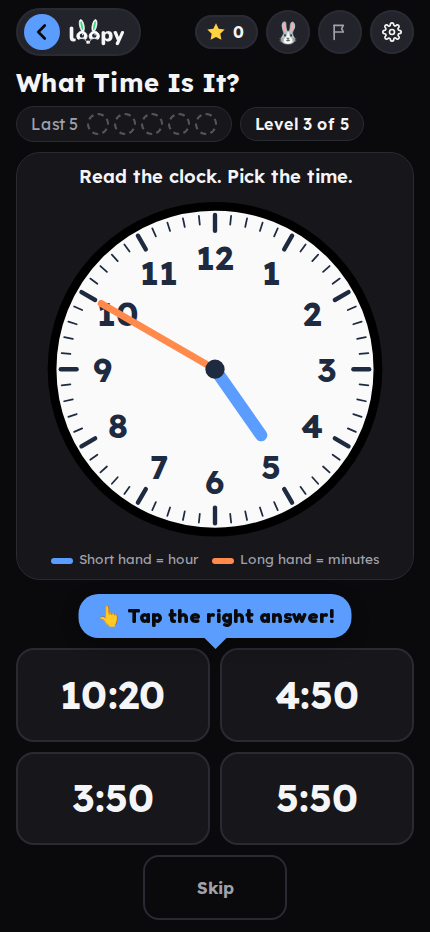 loopy
0
What Time Is It?
Last 5
Level 3 of 5
Read the clock. Pick the time.
12
1
2
3
4
5
6
7
8
9
10
11
Short hand = hour
Long hand = minutes
👆 Tap the right answer!
10:20
4:50
3:50
5:50
Skip